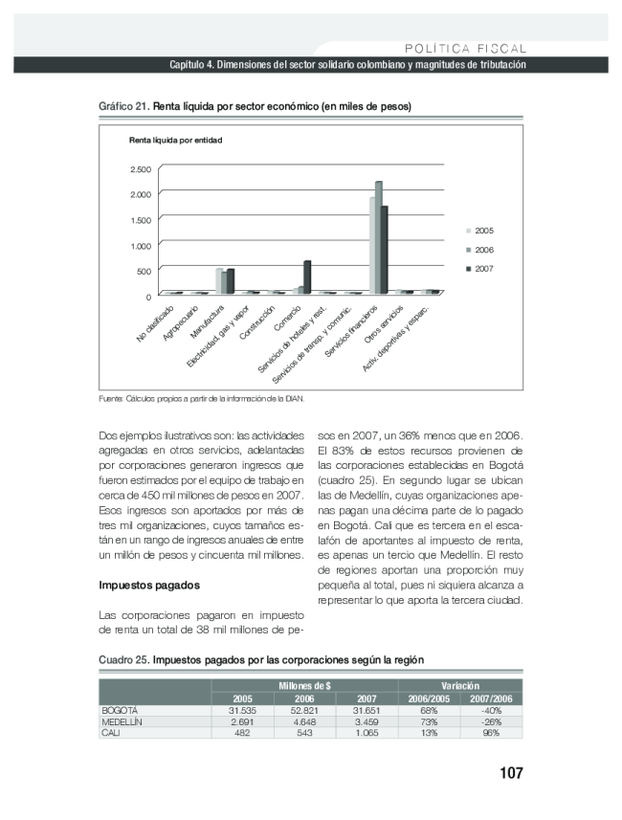 POLÍTICA FISCAL
Capítulo 4. Dimensiones del sector solidario colombiano y magnitudes de tributación
Gráfico 21. Renta líquida por sector económico (en miles de pesos)
Renta líquida por entidad
2.500
2.000
1.500
1.000
500
0
2005
2006
2007
No clasificado
Agropecuario
Manufactura
Electricidad, gas y vapor
Construcción
Comercio
Servicios de hoteles y rest.
Servicios de transp. y comunic.
Servicios financieros
Otros servicios
Activ. deportivas y esparc.
Fuente: Cálculos propios a partir de la información de la DIAN.
Dos ejemplos ilustrativos son: las actividades
agregadas en otros servicios, adelantadas
por corporaciones generaron ingresos que
fueron estimados por el equipo de trabajo en
cerca de 450 mil millones de pesos en 2007.
Esos ingresos son aportados por más de
tres mil organizaciones, cuyos tamaños es-
tán en un rango de ingresos anuales de entre
un millón de pesos y cincuenta mil millones.
Impuestos pagados
Las corporaciones pagaron en impuesto
de renta un total de 38 mil millones de pe-
sos en 2007, un 36% menos que en 2006.
El 83% de estos recursos provienen de
las corporaciones establecidas en Bogotá
(cuadro 25). En segundo lugar se ubican
las de Medellín, cuyas organizaciones ape-
nas pagan una décima parte de lo pagado
en Bogotá. Cali que es tercera en el esca-
lafón de aportantes al impuesto de renta,
es apenas un tercio que Medellín. El resto
de regiones aportan una proporción muy
pequeña al total, pues ni siquiera alcanza a
representar lo que aporta la tercera ciudad.
Cuadro 25. Impuestos pagados por las corporaciones según la región
Millones de $ Variación
2005 2006 2007 2006/2005 2007/2006
BOGOTÁ 31.535 52.821 31.651 68% -40%
MEDELLÍN 2.691 4.648 3.459 73% -26%
CALI 482 543 1.065 13% 96%
107